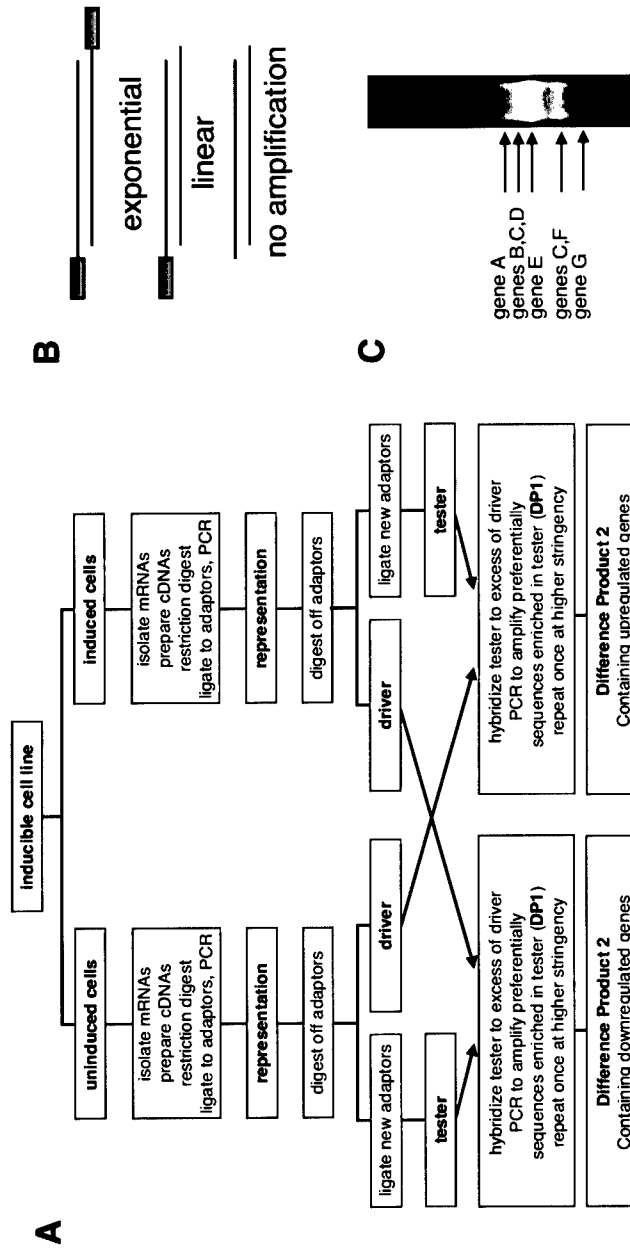 A
inducible cell line
uninduced cells
isolate mRNAs
prepare cDNAs
restriction digest
ligate to adaptors, PCR
representation
digest off adaptors
ligate new adaptors
tester
driver
hybridize tester to excess of driver
PCR to amplify preferentially
sequences enriched in tester (DP1)
repeat once at higher stringency
Difference Product 2
Containing downregulated genes
induced cells
isolate mRNAs
prepare cDNAs
restriction digest
ligate to adaptors, PCR
representation
digest off adaptors
driver
ligate new adaptors
tester
hybridize tester to excess of driver
PCR to amplify preferentially
sequences enriched in tester (DP1)
repeat once at higher stringency
Difference Product 2
Containing upregulated genes
B
exponential
linear
no amplification
C
gene A
genes B,C,D
gene E
genes C,F
gene G